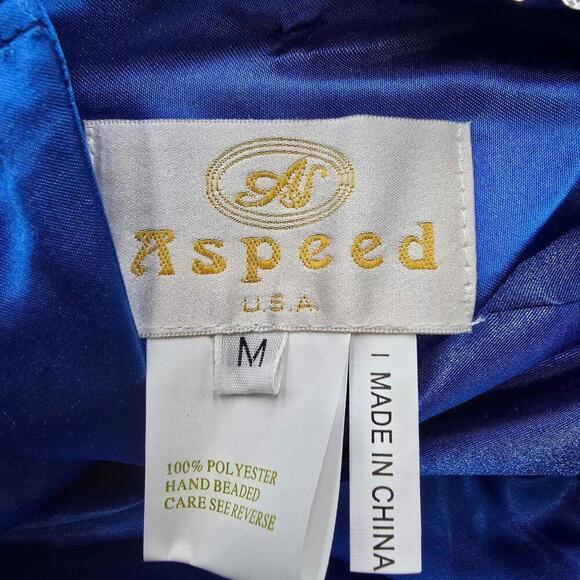 AS
Aspeed
U.S.A.
M
100% POLYESTER
HAND BEADED
CARE SEE REVERSE
I MADE IN CHINA